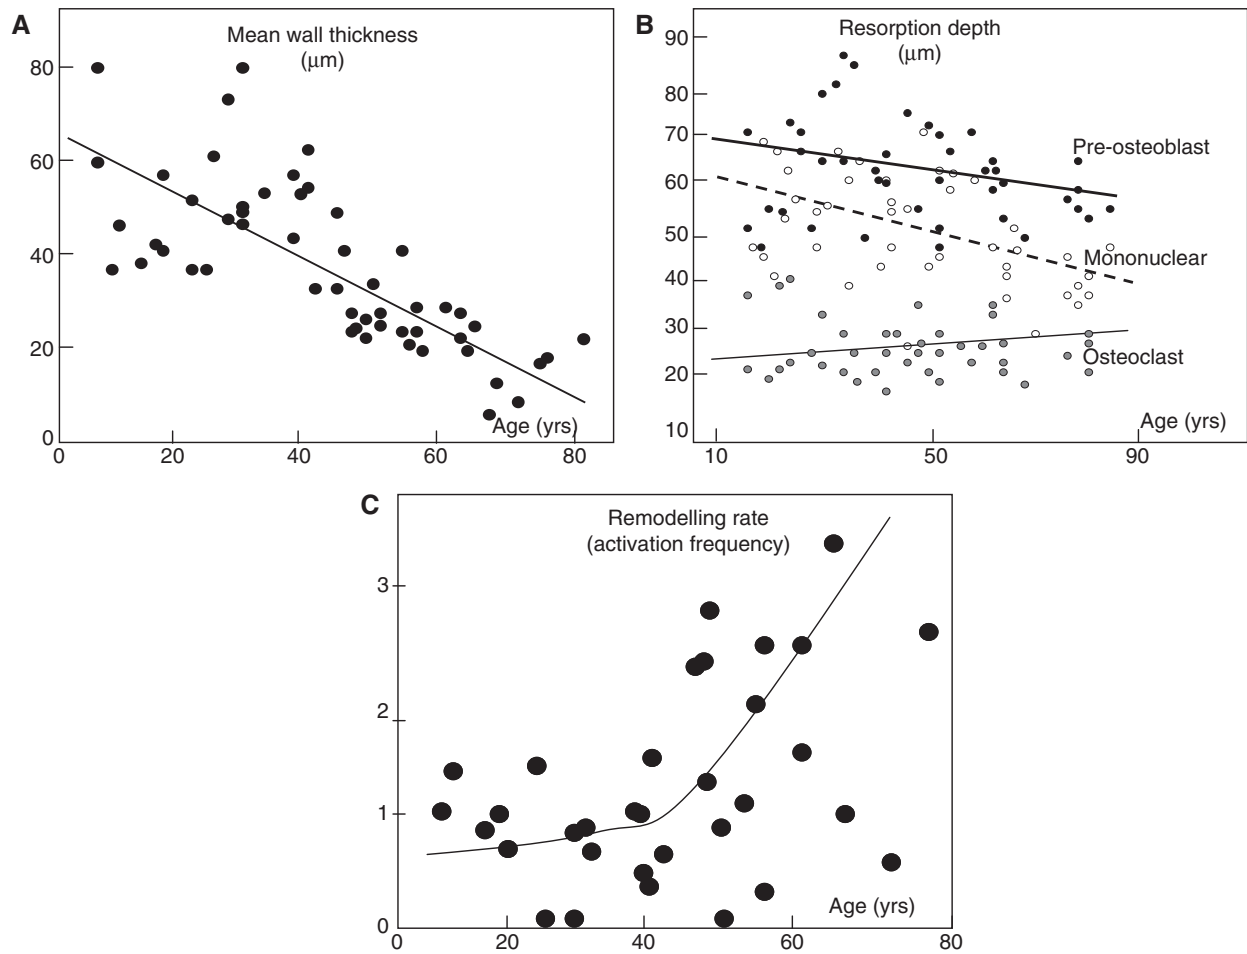 A
Mean wall thickness
(μm)
80
60
40
20
0
0 20 40 60 80
Age (yrs)
B
Resorption depth
(μm)
90
80
70
60
50
40
30
20
10
Pre-osteoblast
Mononuclear
Osteoclast
Age (yrs)
10 50 90
C
Remodelling rate
(activation frequency)
3
2
1
0
Age (yrs)
0 20 40 60 80